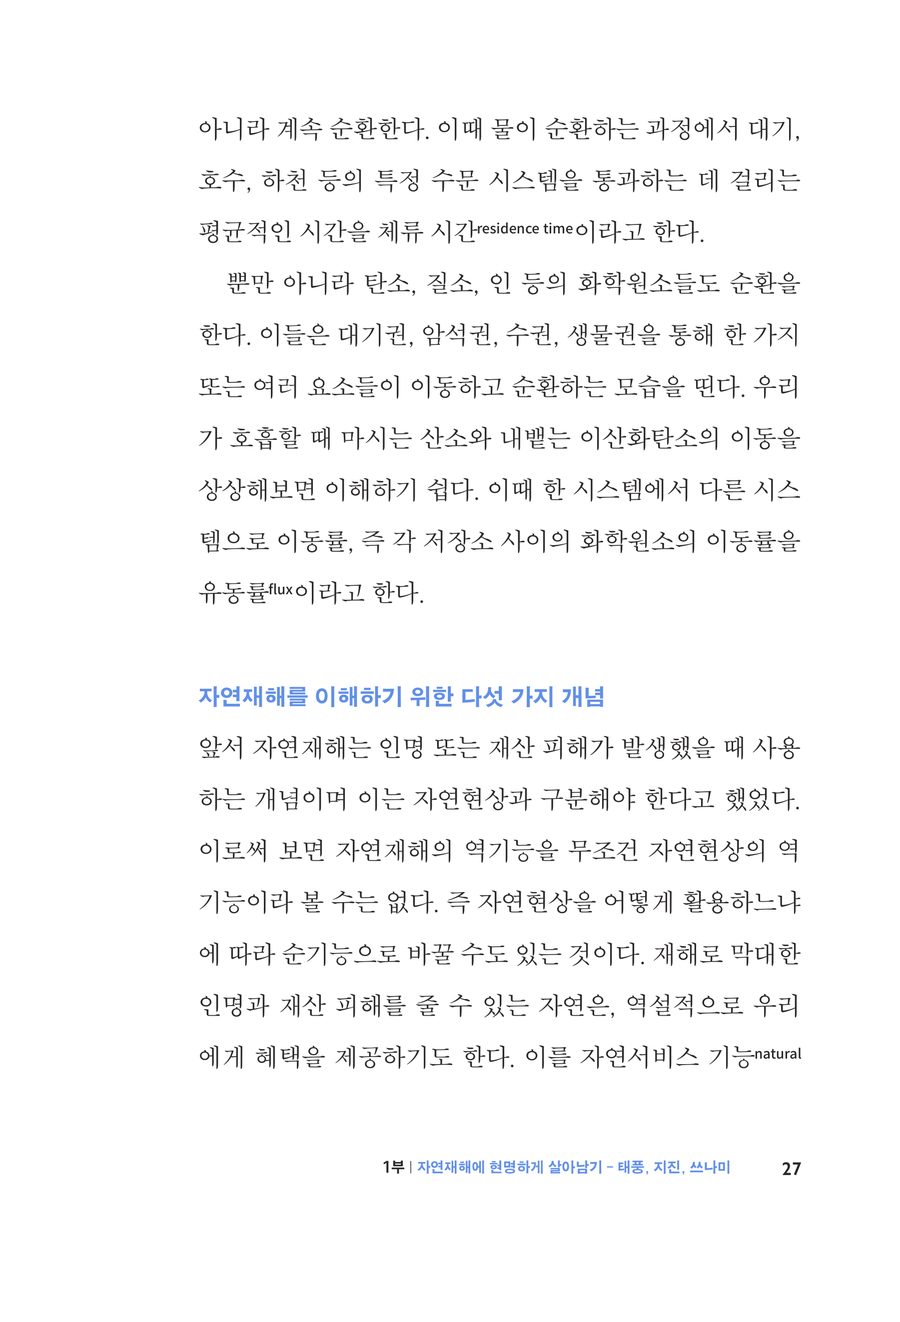 아니라 계속 순환한다. 이때 물이 순환하는 과정에서 대기,
호수, 하천 등의 특정 수문 시스템을 통과하는 데 걸리는
평균적인 시간을 체류 시간residence time이라고 한다.
뿐만 아니라 탄소, 질소, 인 등의 화학원소들도 순환을
한다. 이들은 대기권, 암석권, 수권, 생물권을 통해 한 가지
또는 여러 요소들이 이동하고 순환하는 모습을 띤다. 우리
가 호흡할 때 마시는 산소와 내뱉는 이산화탄소의 이동을
상상해보면 이해하기 쉽다. 이때 한 시스템에서 다른 시스
템으로 이동률, 즉 각 저장소 사이의 화학원소의 이동률을
유동률flux이라고 한다.
자연재해를 이해하기 위한 다섯 가지 개념
앞서 자연재해는 인명 또는 재산 피해가 발생했을 때 사용
하는 개념이며 이는 자연현상과 구분해야 한다고 했었다.
이로써 보면 자연재해의 역기능을 무조건 자연현상의 역
기능이라 볼 수는 없다. 즉 자연현상을 어떻게 활용하느냐
에 따라 순기능으로 바꿀 수도 있는 것이다. 재해로 막대한
인명과 재산 피해를 줄 수 있는 자연은, 역설적으로 우리
에게 혜택을 제공하기도 한다. 이를 자연서비스 기능natural
1부 | 자연재해에 현명하게 살아남기 - 태풍, 지진, 쓰나미 27